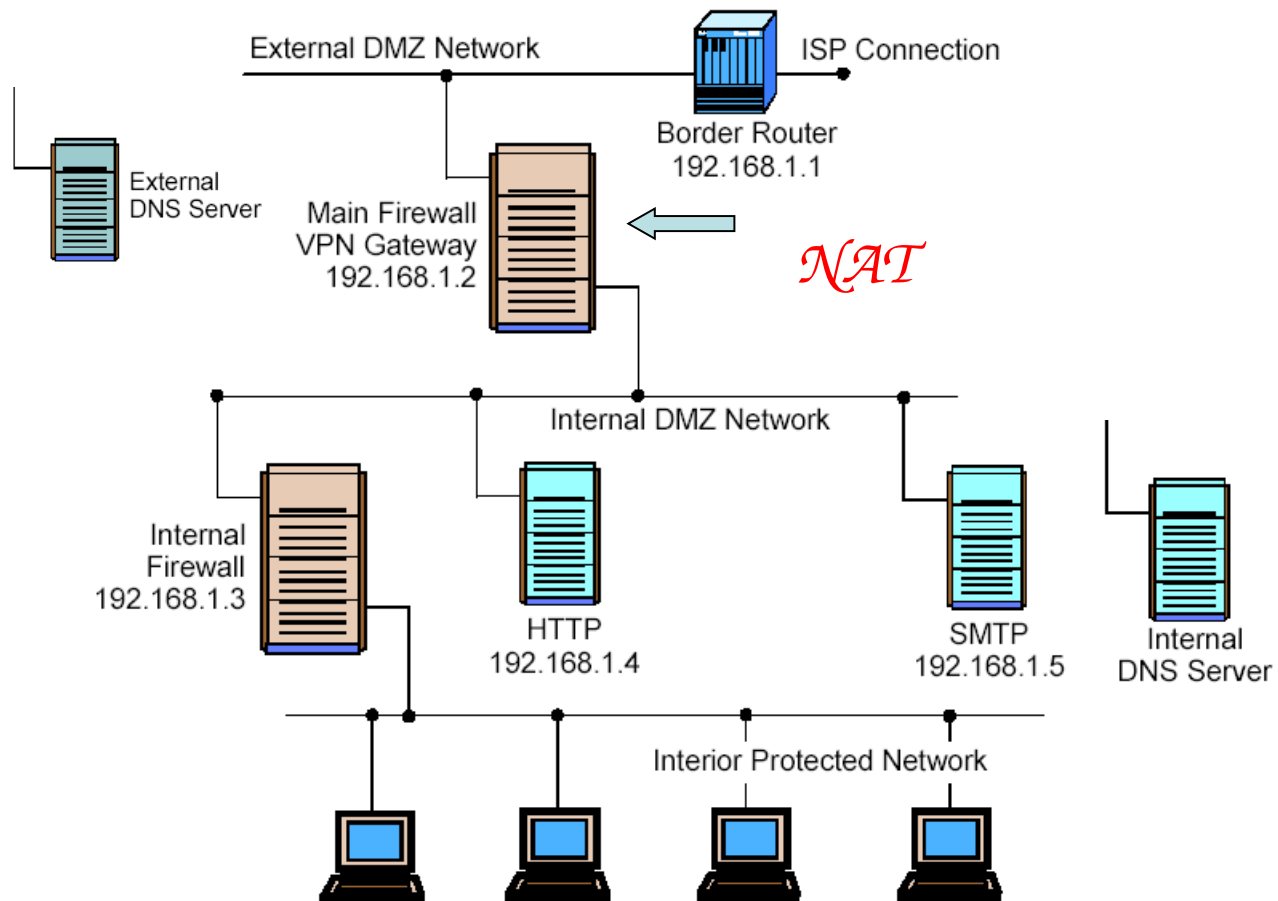 External DMZ Network
ISP Connection
Border Router
192.168.1.1
External
DNS Server
Main Firewall
VPN Gateway
192.168.1.2
NAT
Internal DMZ Network
Internal
Firewall
192.168.1.3
HTTP
192.168.1.4
SMTP
192.168.1.5
Internal
DNS Server
Interior Protected Network